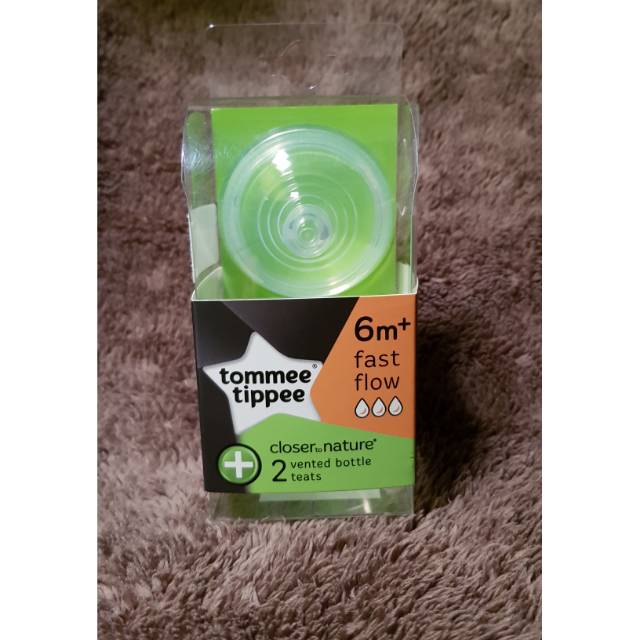 6m+
fast
flow
tommee®
tippee
closer to nature®
2 vented bottle
teats